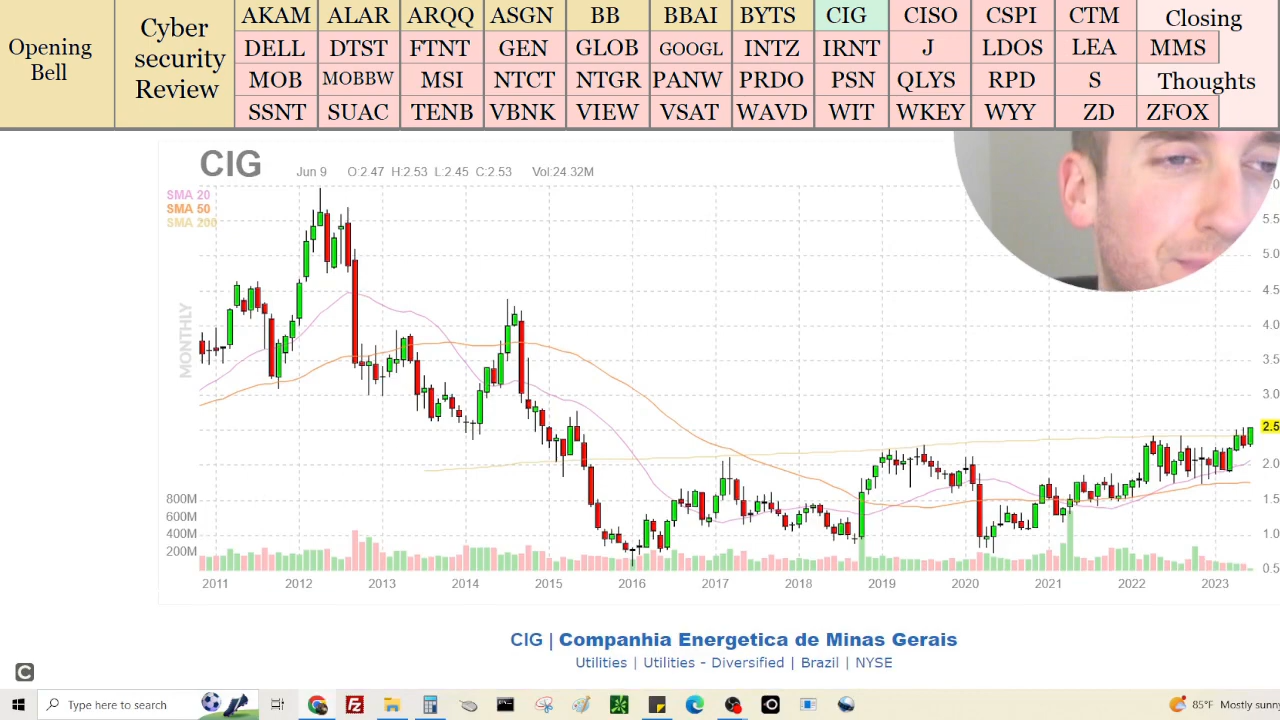 Opening
Bell
Cyber
security
Review
AKAM ALAR ARQQ ASGN BB BBAI BYTS CIG CISO CSPI CTM
DELL DTST FTNT GEN GLOB GOOGL INTZ IRNT J LDOS LEA MMS
MOB MOBBW MSI NTCT NTGR PANW PRDO PSN QLYS RPD S
SSNT SUAC TENB VBNK VIEW VSAT WAVD WIT WKEY WYY ZD ZFOX
Closing
Thoughts
CIG Jun 9 O:2.47 H:2.53 L:2.45 C:2.53 Vol:24.32M
SMA 20
SMA 50
SMA 200
MONTHLY
5.5
5.0
4.5
4.0
3.5
3.0
2.5
2.0
1.5
1.0
0.5
800M
600M
400M
200M
2011 2012 2013 2014 2015 2016 2017 2018 2019 2020 2021 2022 2023
CIG | Companhia Energetica de Minas Gerais
Utilities | Utilities - Diversified | Brazil | NYSE
C
Type here to search
85°F Mostly sunn